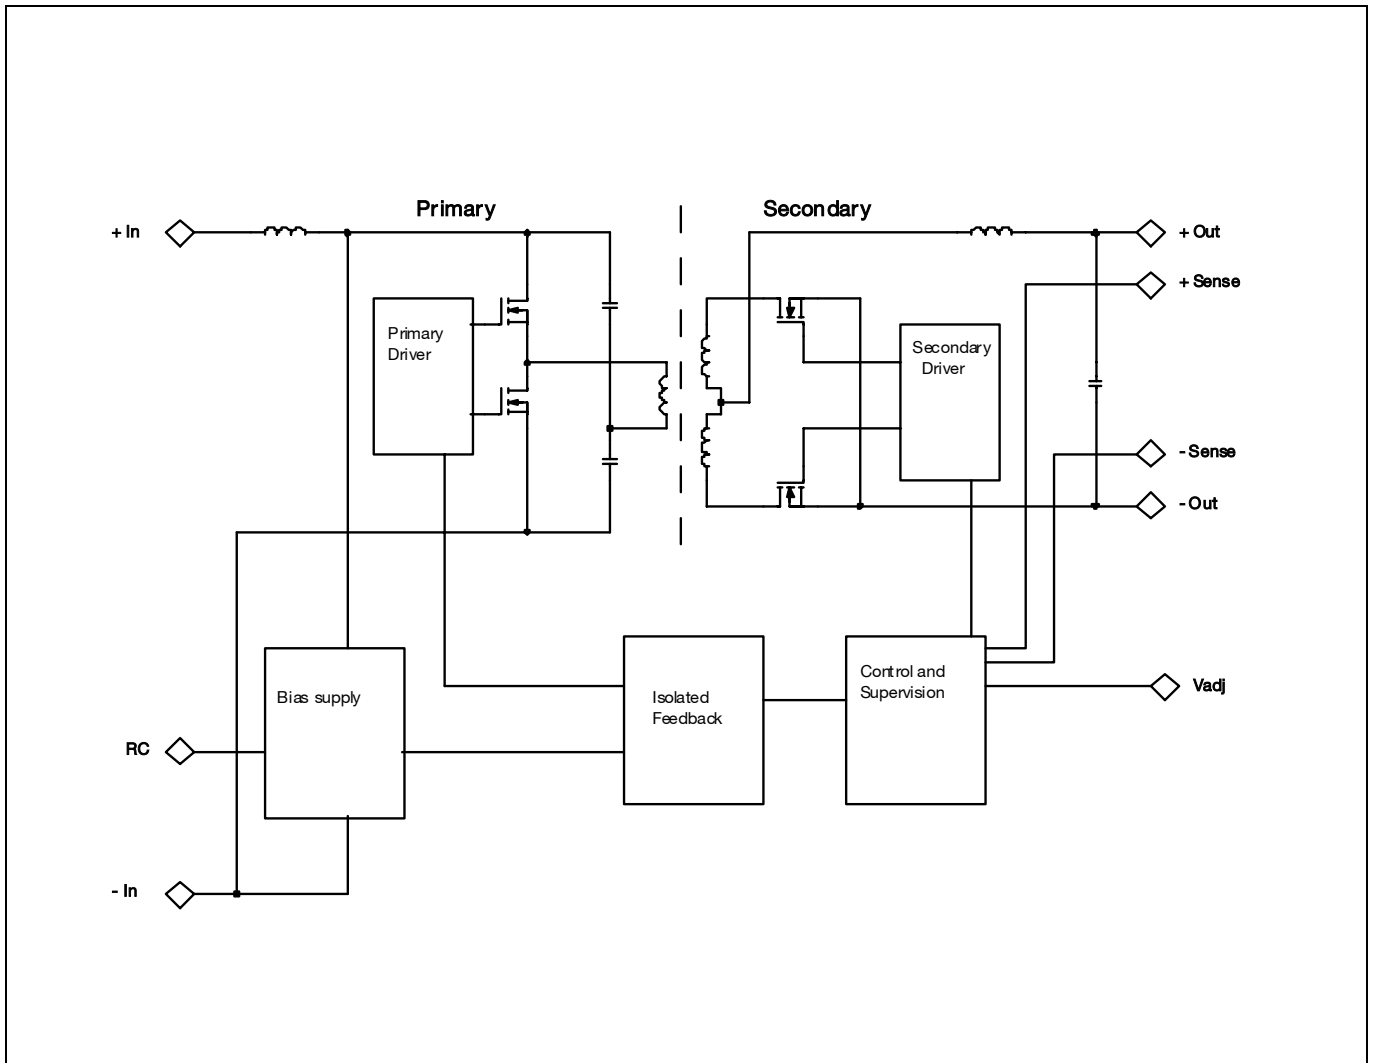 Primary
Secondary
+ In
+ Out
+ Sense
Primary
Driver
Secondary
Driver
- Sense
- Out
Bias supply
Isolated
Feedback
Control and
Supervision
Vadj
RC
- In